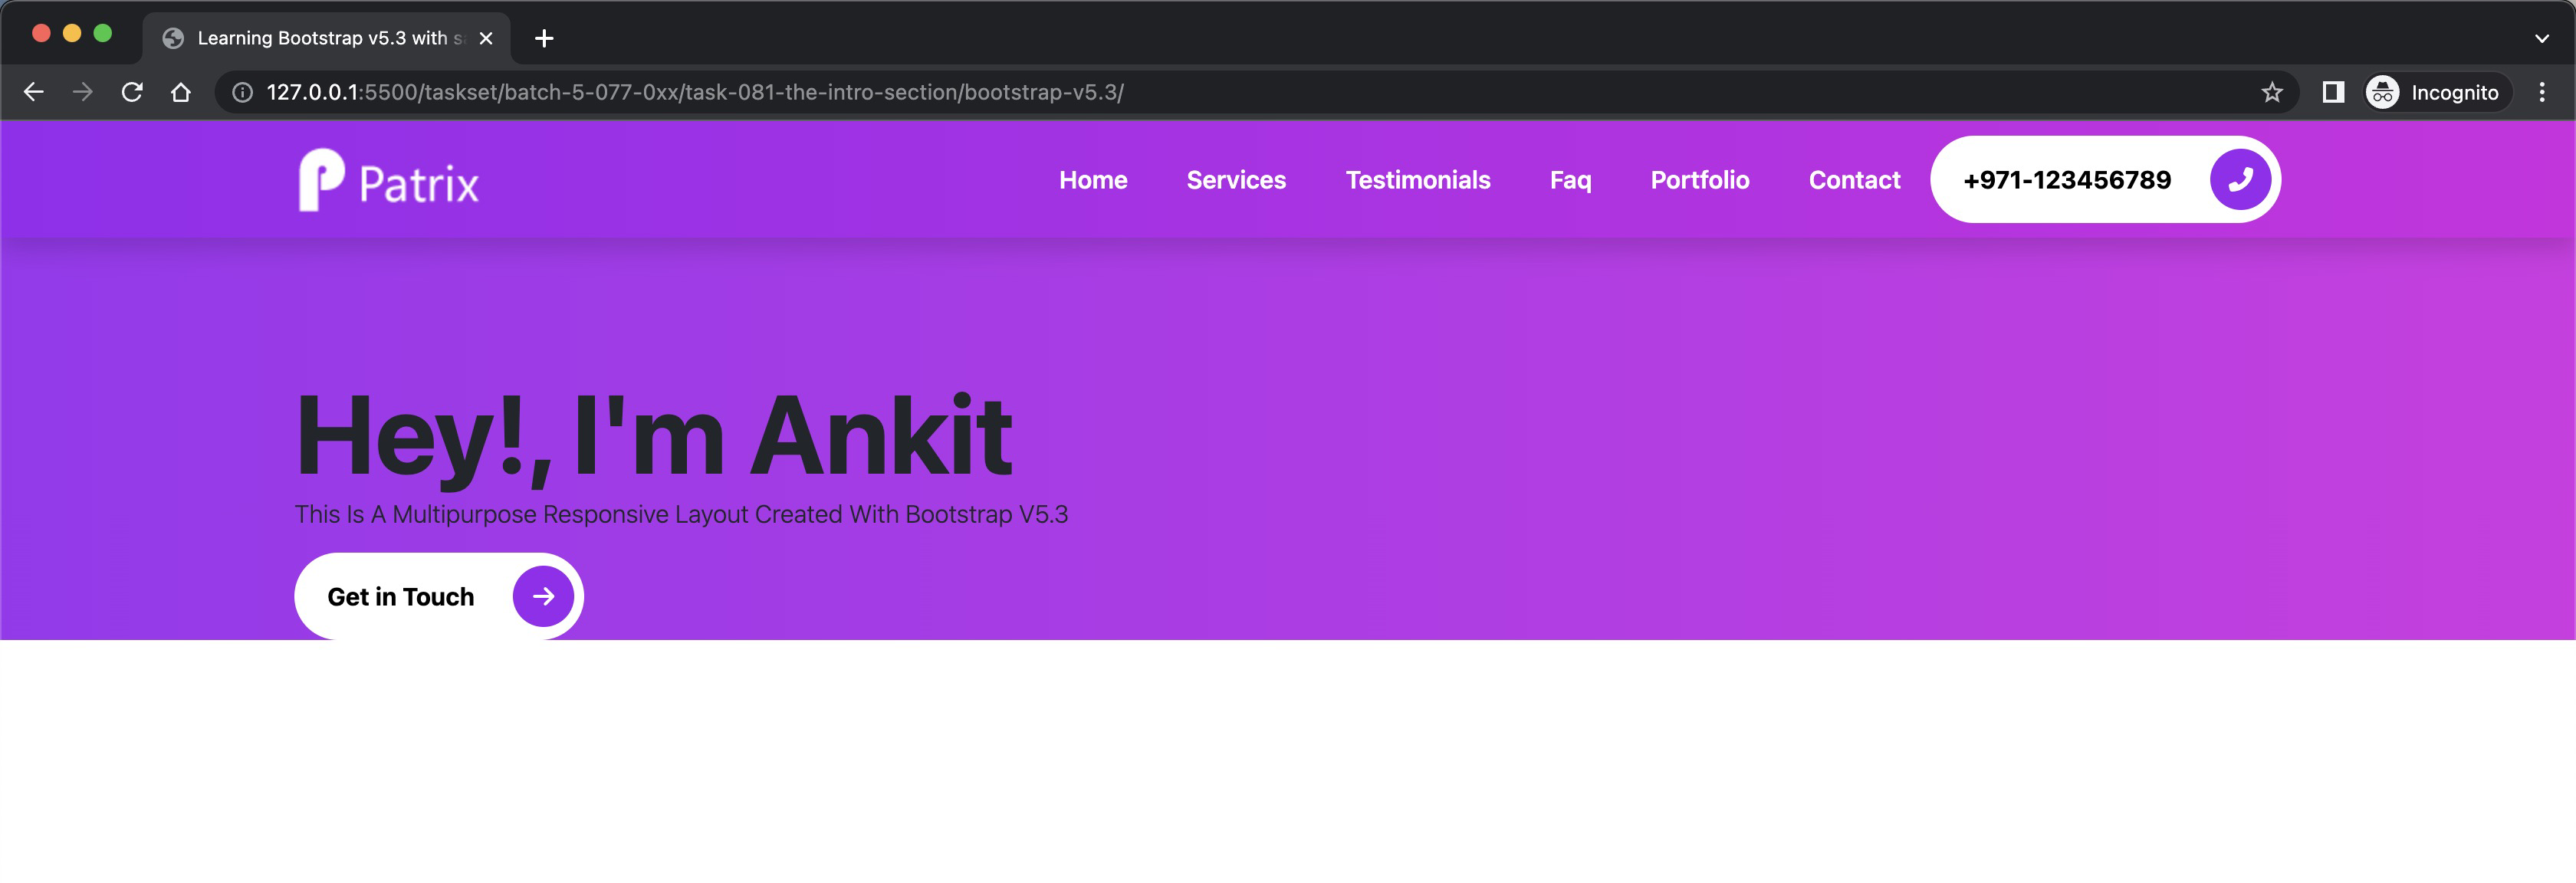 Learning Bootstrap v5.3 with s
127.0.0.1:5500/taskset/batch-5-077-0xx/task-081-the-intro-section/bootstrap-v5.3/
Incognito
Patrix
Home Services Testimonials Faq Portfolio Contact +971-123456789
Hey!, I'm Ankit
This Is A Multipurpose Responsive Layout Created With Bootstrap V5.3
Get in Touch